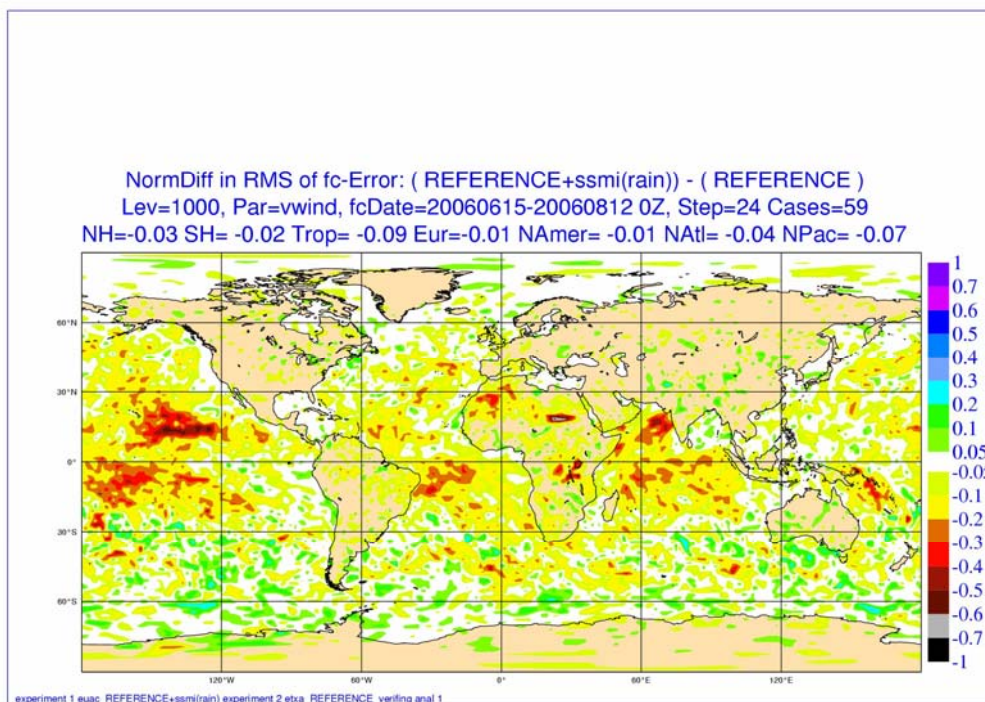 NormDiff in RMS of fc-Error: ( REFERENCE+ssmi(rain)) - ( REFERENCE )
Lev=1000, Par=vwind, fcDate=20060615-20060812 0Z, Step=24 Cases=59
NH=-0.03 SH= -0.02 Trop= -0.09 Eur=-0.01 NAmer= -0.01 NAtl= -0.04 NPac= -0.07
60°N
30°N
0°
30°S
60°S
120°W
60°W
0°
60°E
120°E
1
0.7
0.6
0.5
0.4
0.3
0.2
0.1
0.05
-0.05
-0.1
-0.2
-0.3
-0.4
-0.5
-0.6
-0.7
-1
experiment 1 euac REFERENCE+ssmi(rain) experiment 2 etxa REFERENCE verifing anal 1